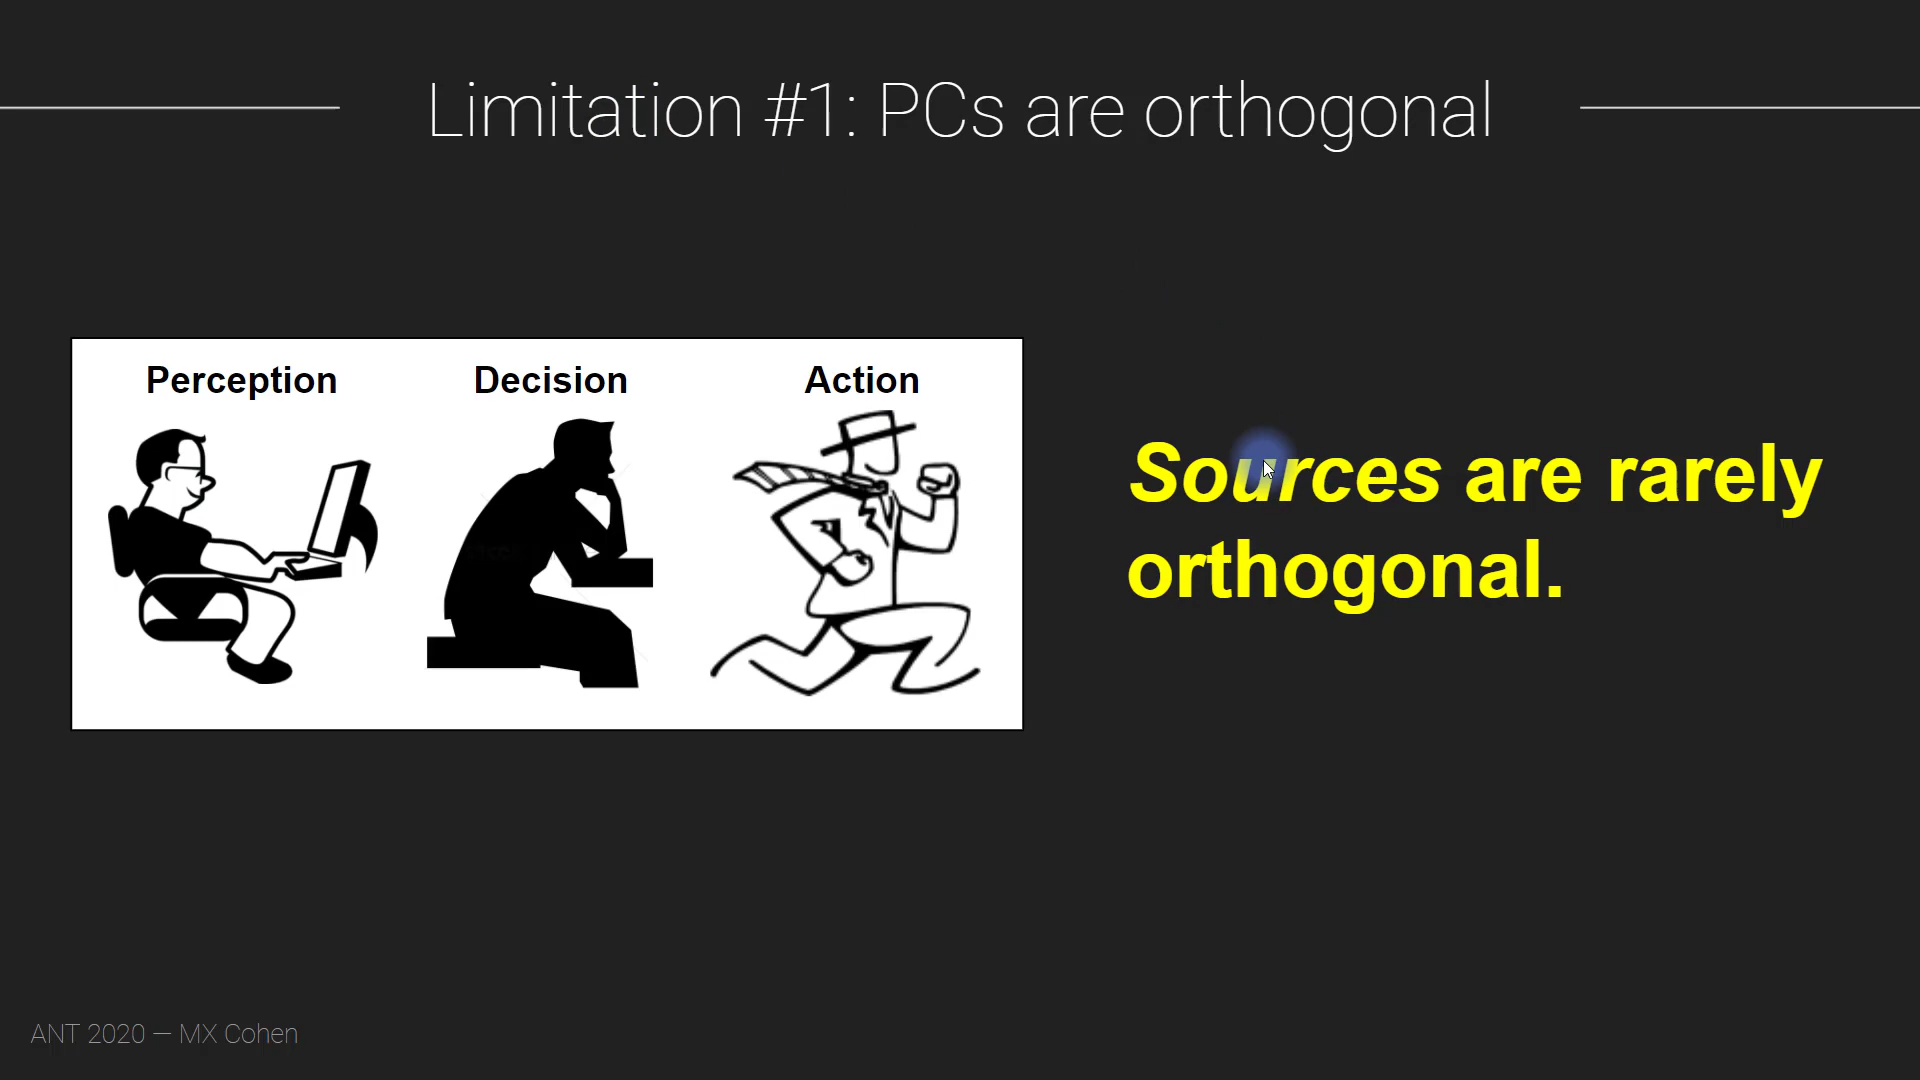 Limitation #1: PCs are orthogonal
Perception Decision Action
Sources are rarely
orthogonal.
ANT 2020 — MX Cohen